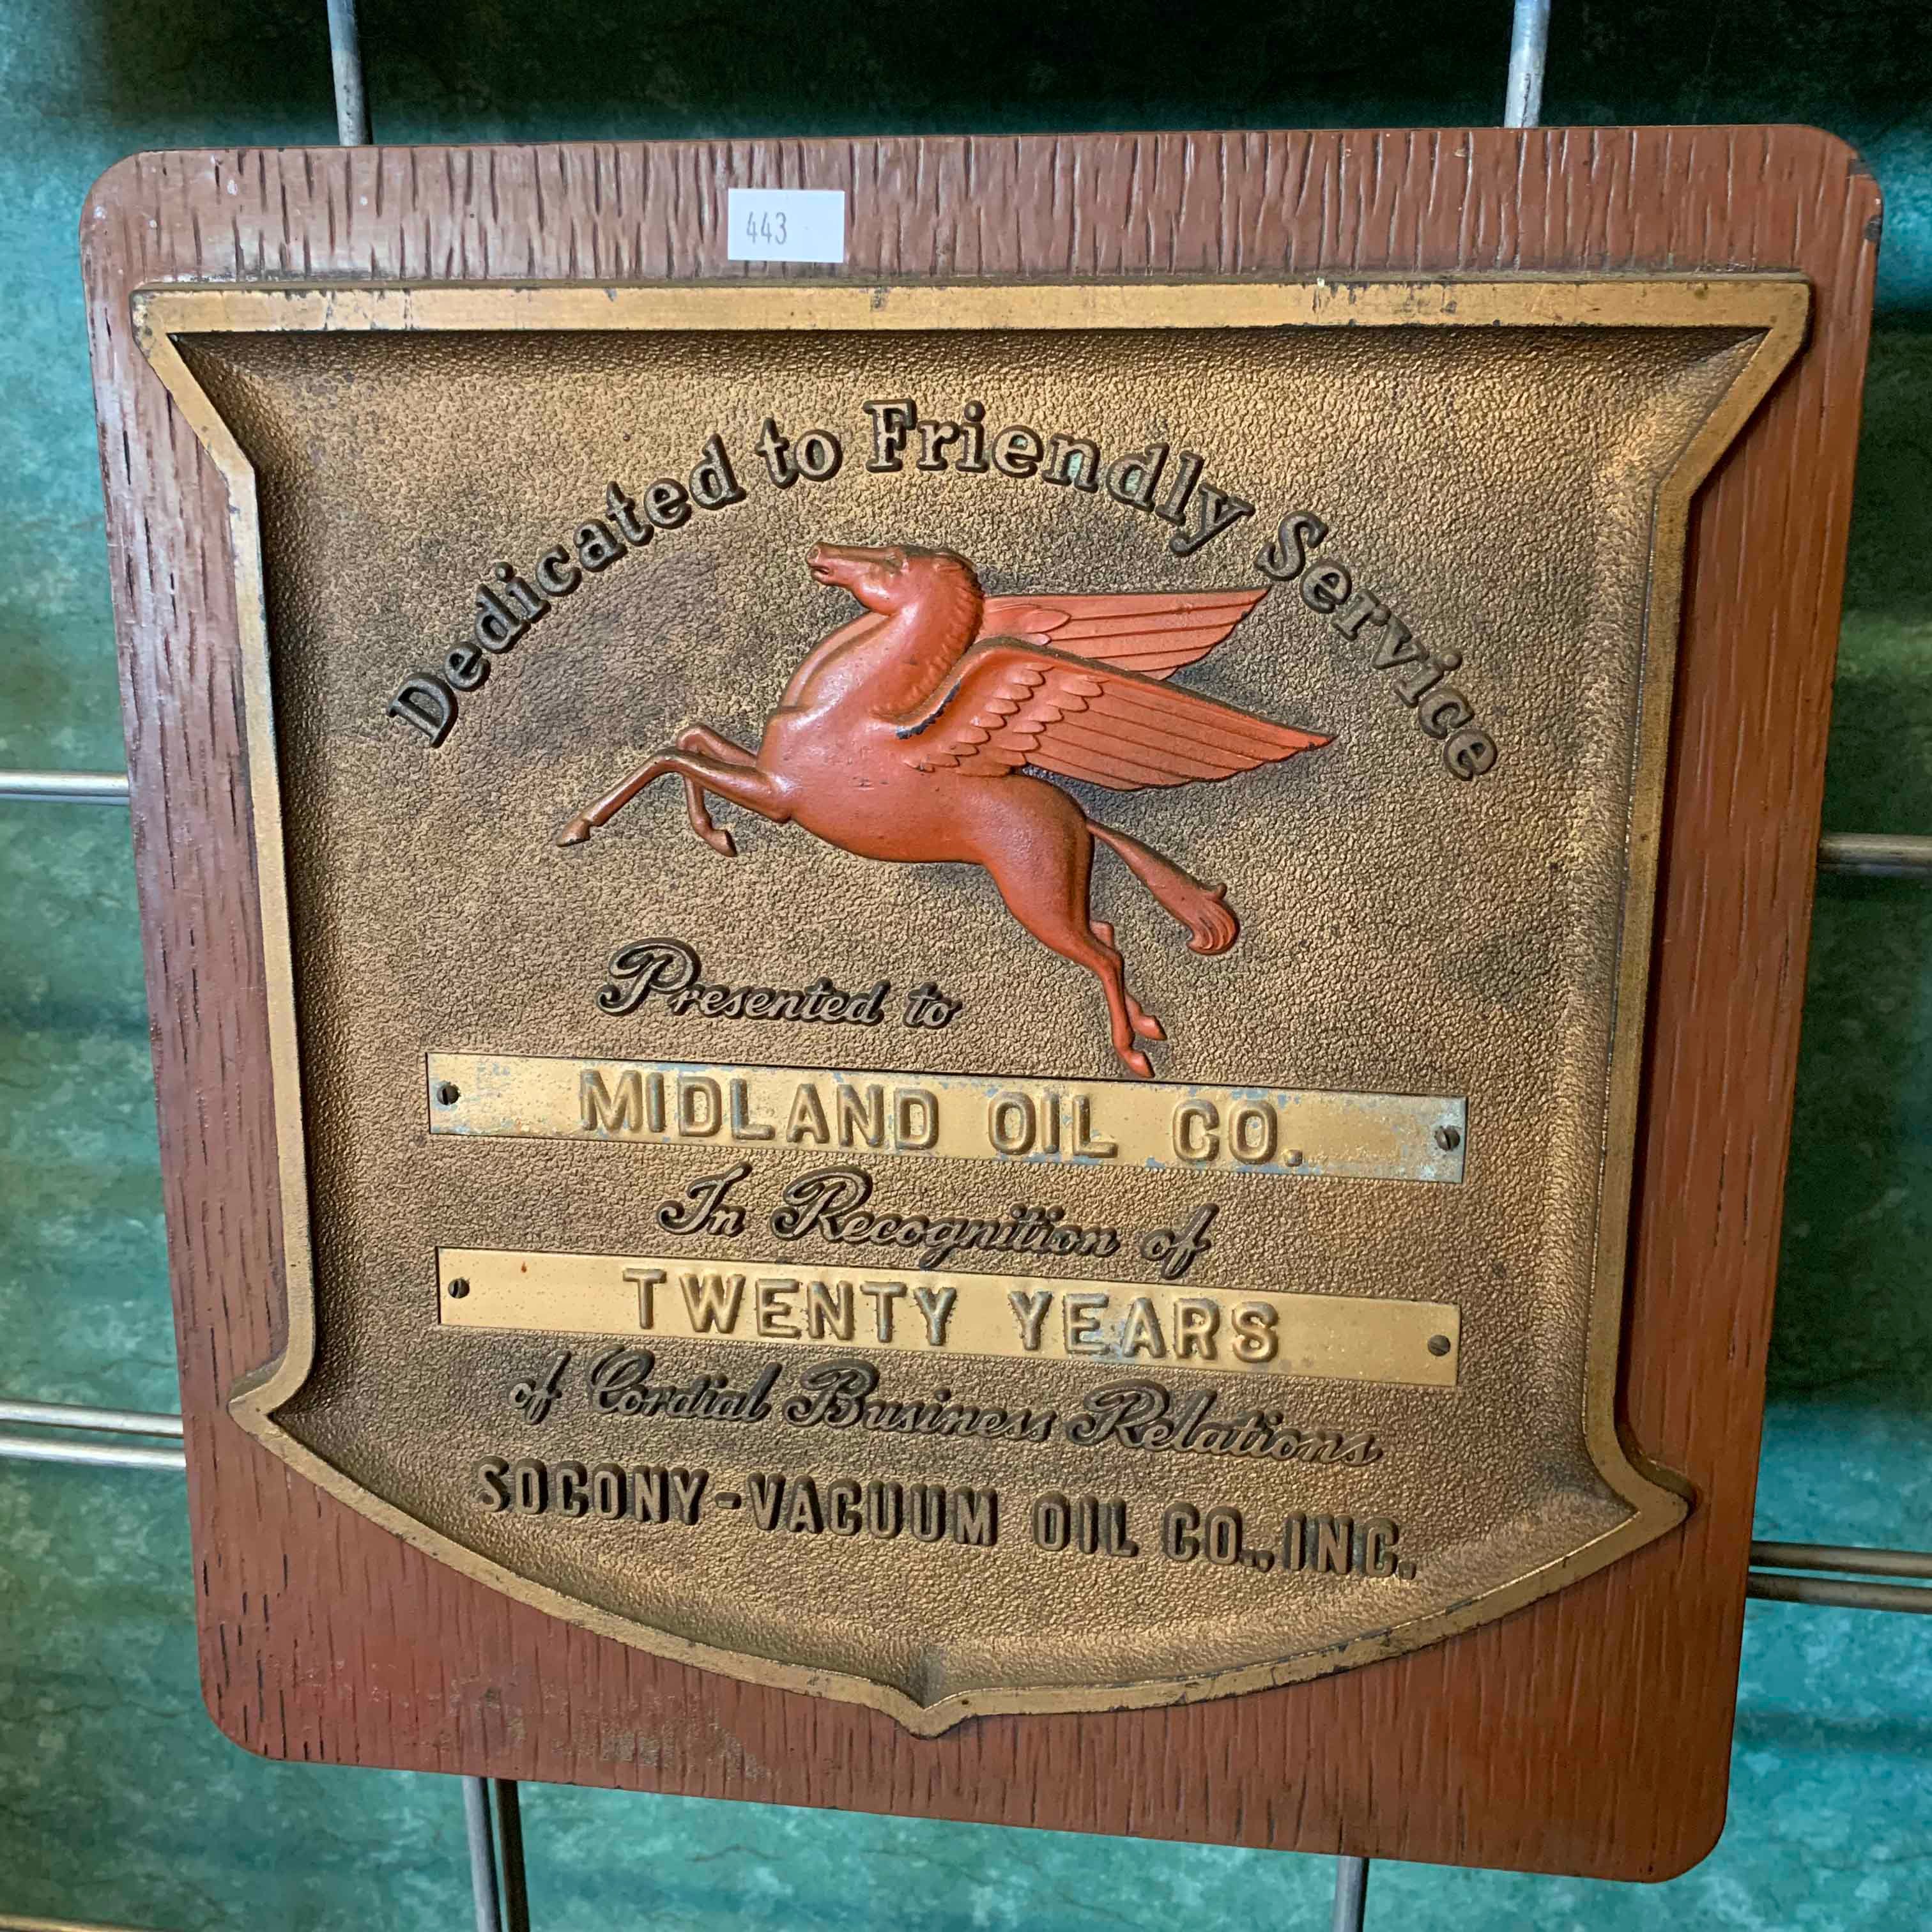 443
Dedicated to Friendly Service
Presented to
MIDLAND OIL CO.
In Recognition of
TWENTY YEARS
of Cordial Business Relations
SOCONY-VACUUM OIL CO., INC.